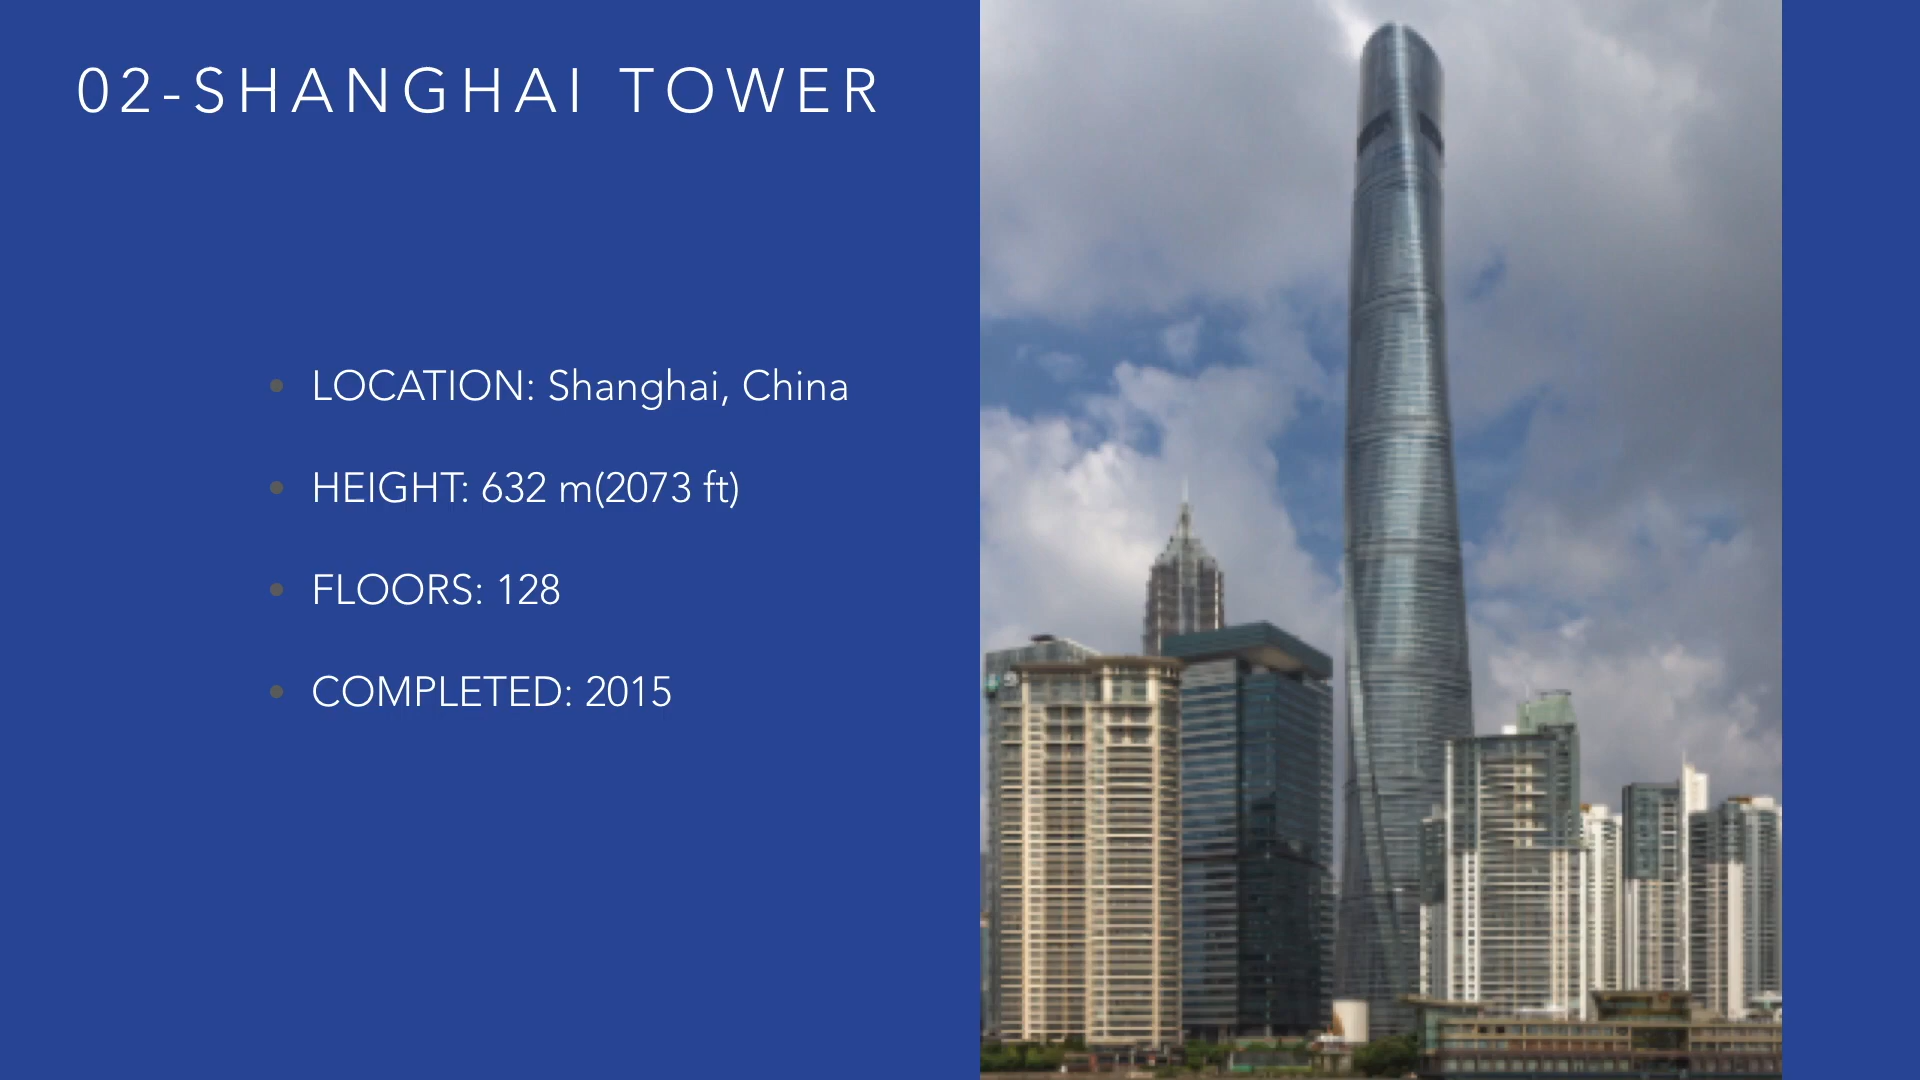 02-SHANGHAI TOWER
LOCATION: Shanghai, China
HEIGHT: 632 m(2073 ft)
FLOORS: 128
COMPLETED: 2015